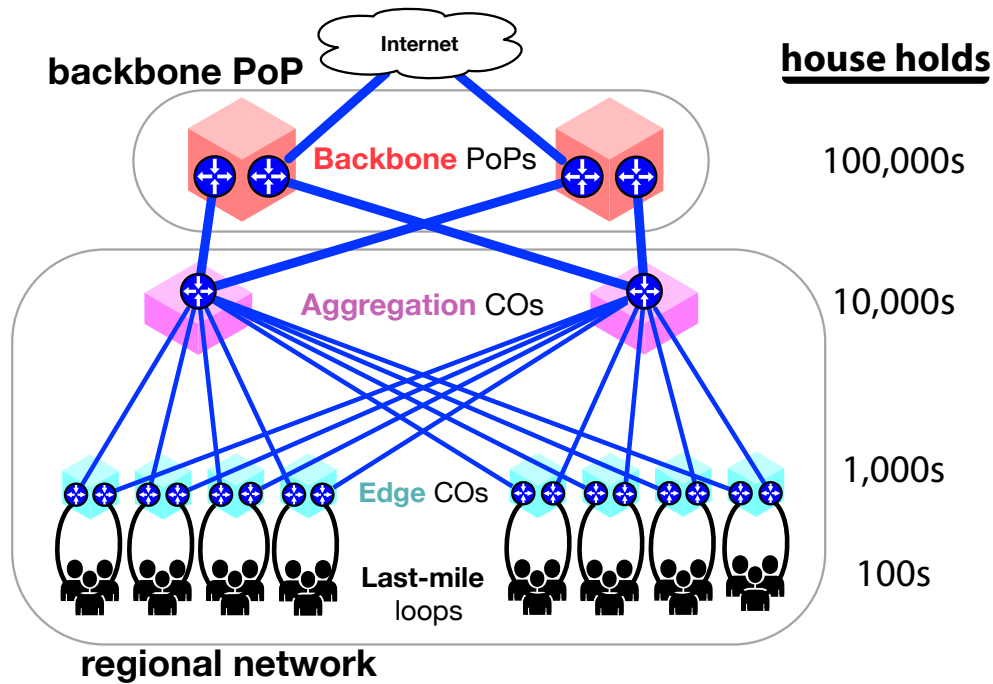 Internet
house holds
backbone PoP
Backbone PoPs
100,000s
Aggregation COs
10,000s
1,000s
Edge COs
Last-mile
loops
100s
regional network